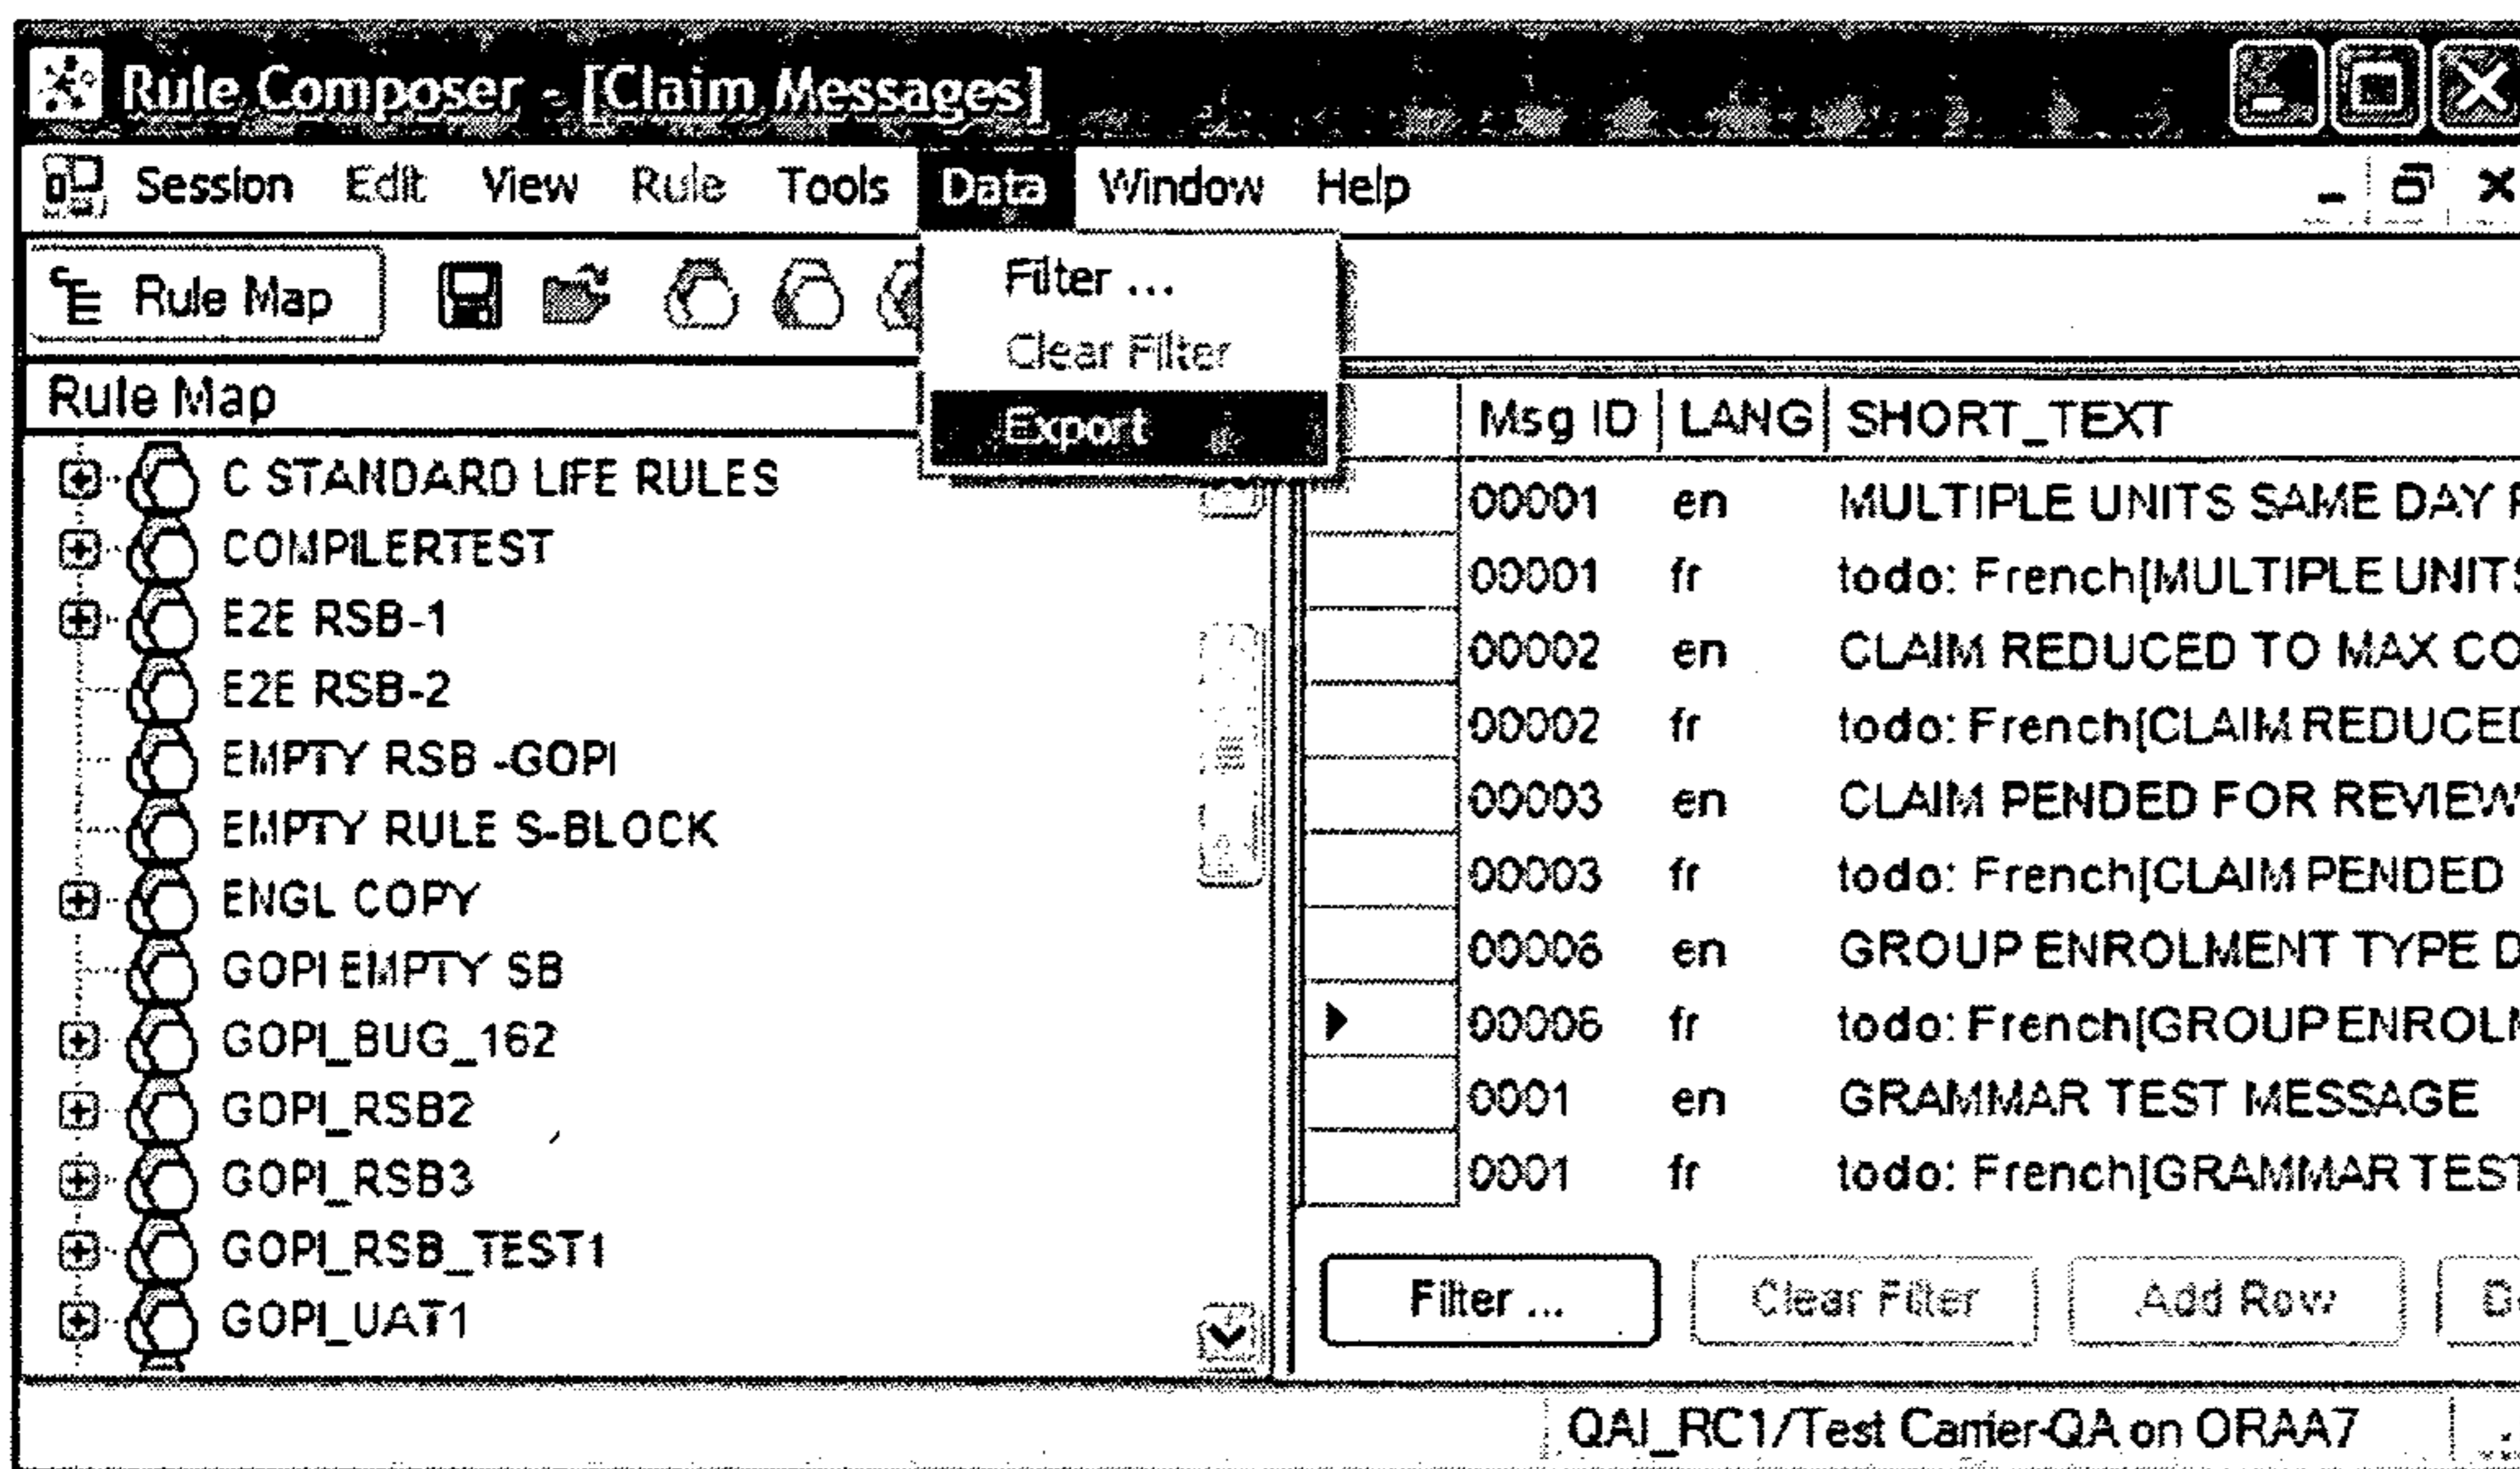 Rule Composer - [Claim Messages]
Session Edit View Rule Tools Data Window Help
Rule Map
Filter ...
Clear Filter
Export
Rule Map
C STANDARD LIFE RULES
COMPILERTEST
E2E RSB-1
E2E RSB-2
EMPTY RSB -GOPI
EMPTY RULE S-BLOCK
ENGL COPY
GOPI EMPTY SB
GOPI_BUG_162
GOPI_RSB2
GOPI_RSB3
GOPI_RSB_TEST1
GOPI_UAT1
Msg ID LANG SHORT_TEXT
00001 en MULTIPLE UNITS SAME DAY
00001 fr todo: French[MULTIPLE UNITS
00002 en CLAIM REDUCED TO MAX CO
00002 fr todo: French[CLAIM REDUCED
00003 en CLAIM PENDED FOR REVIEW
00003 fr todo: French[CLAIM PENDED
00006 en GROUP ENROLMENT TYPE D
00006 fr todo: French[GROUP ENROLM
0001 en GRAMMAR TEST MESSAGE
0001 fr todo: French[GRAMMAR TEST
Filter ... Clear Filter Add Row
QAI_RC1/Test Carrier-QA on ORAA7